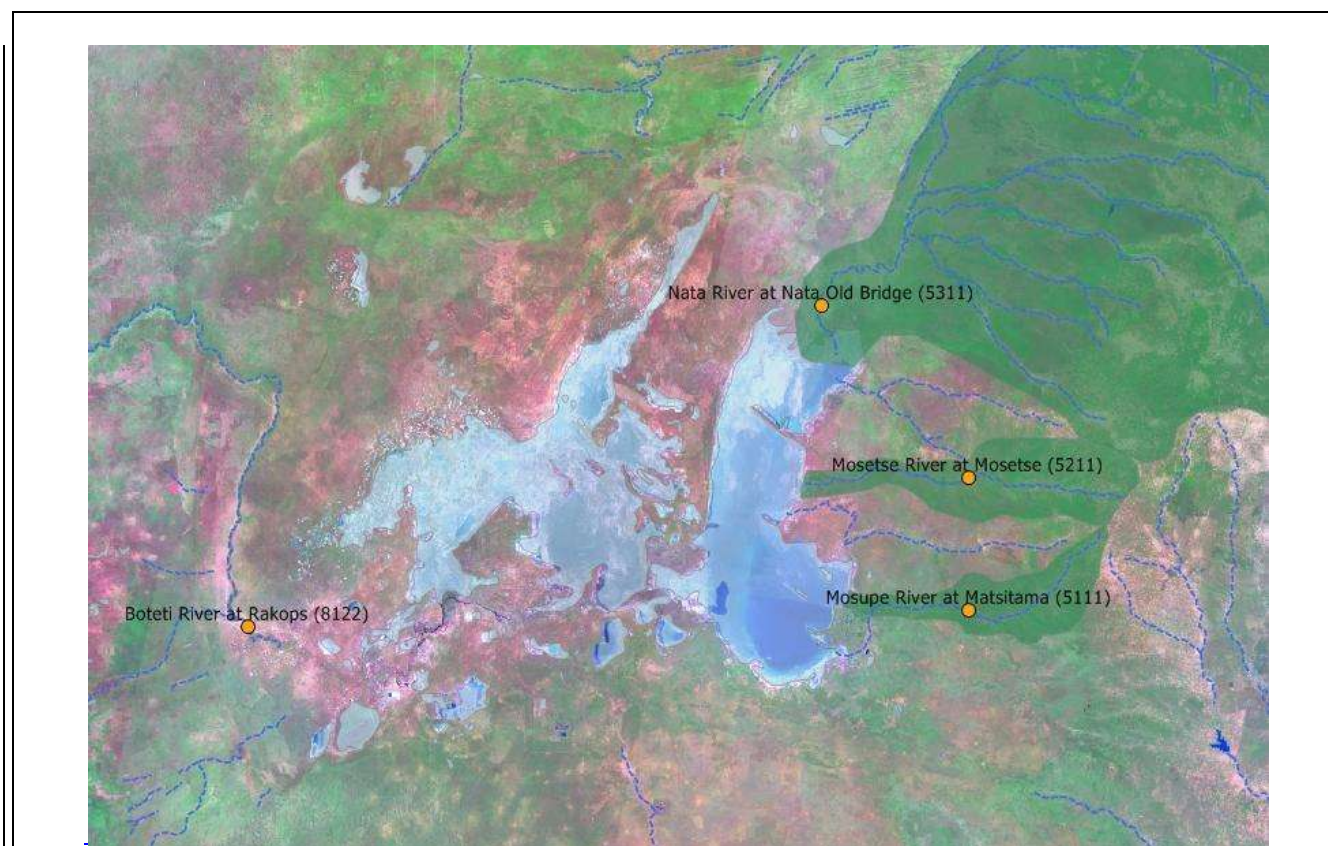 Nata River at Nata Old Bridge (5311)
Mosetse River at Mosetse (5211)
Mosupe River at Matsitama (5111)
Boteti River at Rakops (8122)